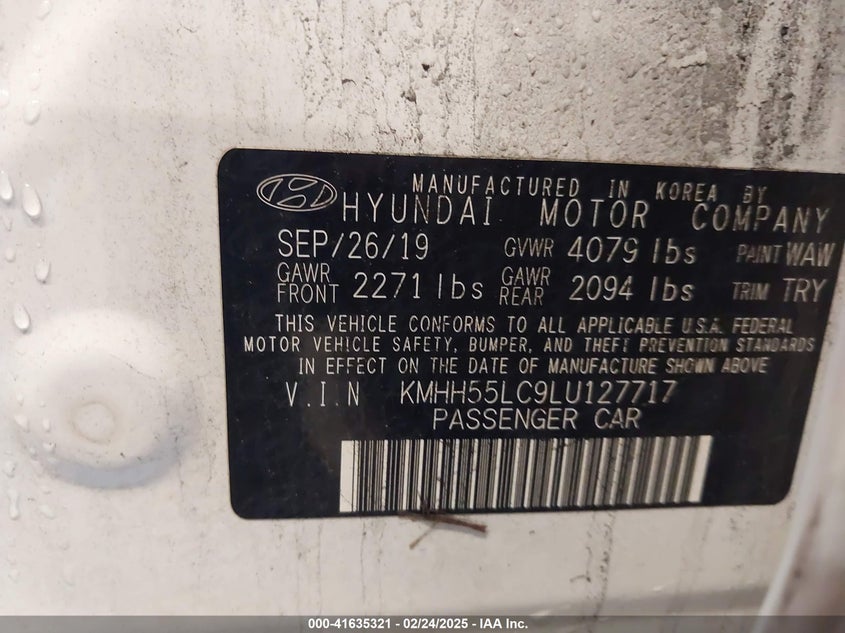 MANUFACTURED IN KOREA BY
HYUNDAI MOTOR COMPANY
SEP/26/19 GVWR 4079 lbs PAINT WAW
GAWR FRONT 2271 lbs GAWR REAR 2094 lbs TRIM TRY
THIS VEHICLE CONFORMS TO ALL APPLICABLE U.S.A. FEDERAL
MOTOR VEHICLE SAFETY, BUMPER, AND THEFT PREVENTION STANDARDS
IN EFFECT ON THE DATE OF MANUFACTURE SHOWN ABOVE
V.I.N KMHH55LC9LU127717
PASSENGER CAR
000-41635321 - 02/24/2025 - IAA Inc.